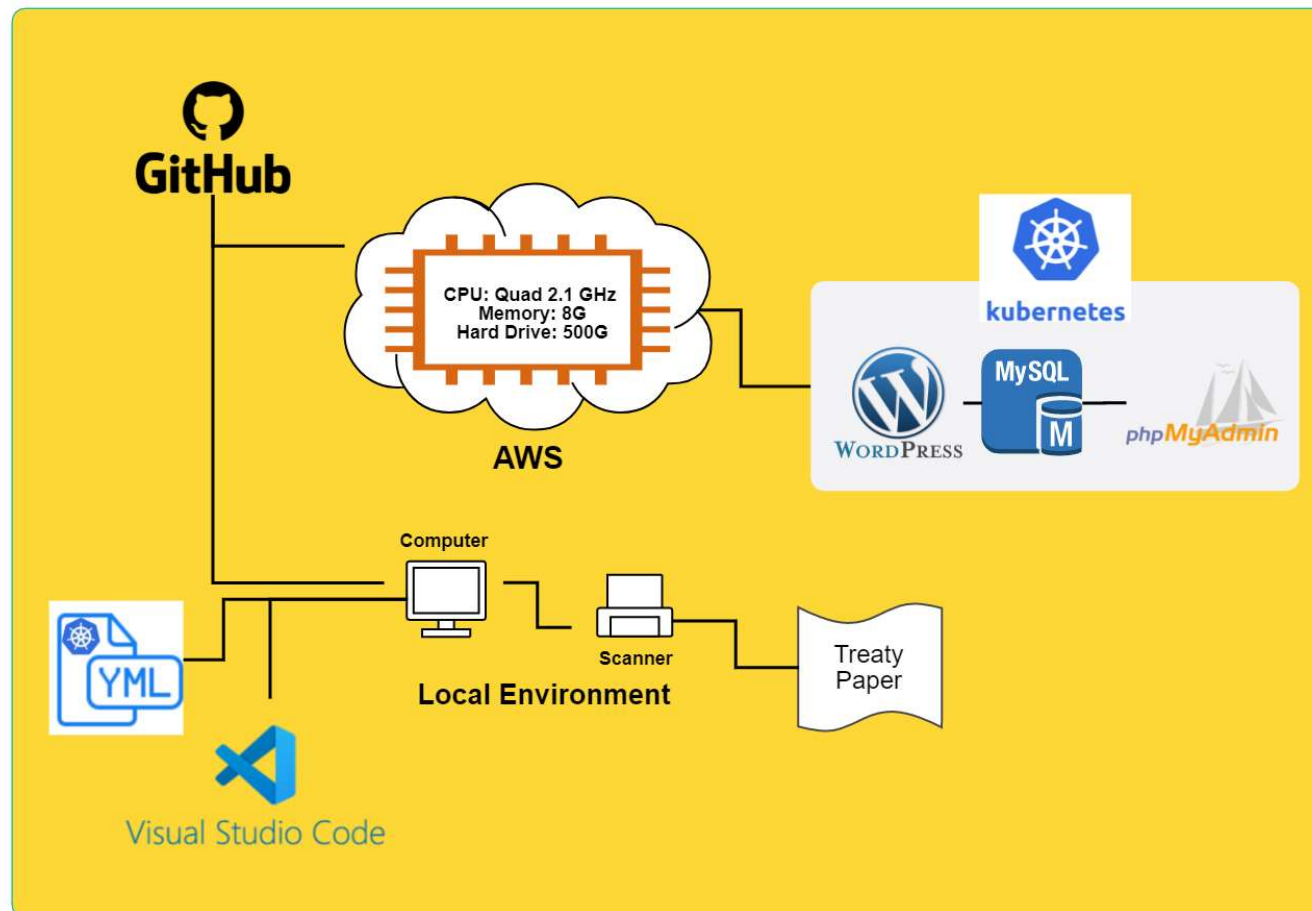 GitHub
CPU: Quad 2.1 GHz
Memory: 8G
Hard Drive: 500G
AWS
kubernetes
WORDPRESS
MySQL
M
phpMyAdmin
Computer
Scanner
Local Environment
Treaty
Paper
YML
Visual Studio Code